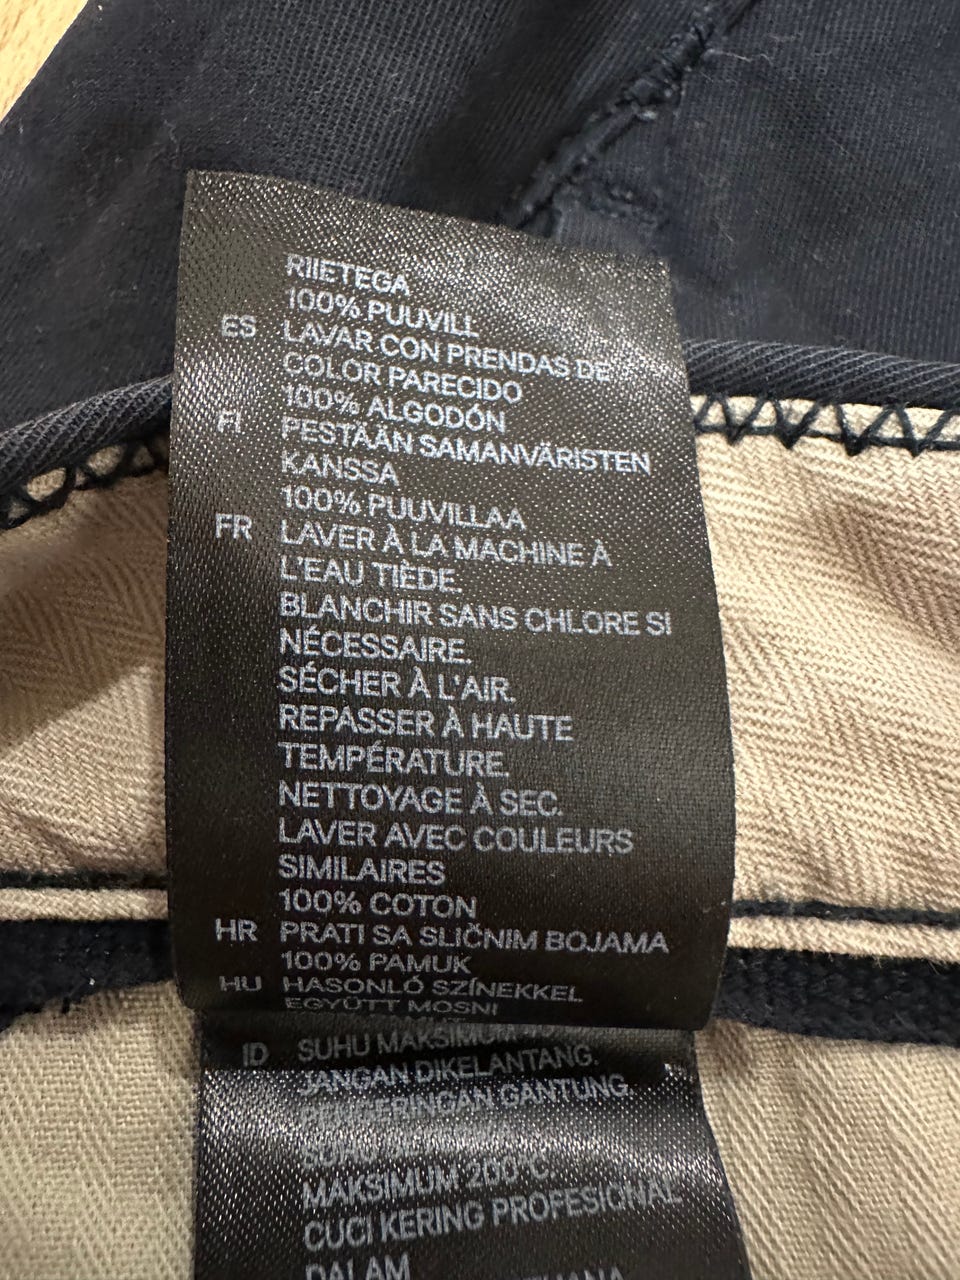 RIIETEGA
100% PUUVILL
ES LAVAR CON PRENDAS DE
COLOR PARECIDO
100% ALGODÓN
FI PESTÄÄN SAMANVÄRISTEN
KANSSA
100% PUUVILLAA
FR LAVER À LA MACHINE À
L'EAU TIÈDE.
BLANCHIR SANS CHLORE SI
NÉCESSAIRE.
SÉCHER À L'AIR.
REPASSER À HAUTE
TEMPÉRATURE.
NETTOYAGE À SEC.
LAVER AVEC COULEURS
SIMILAIRES
100% COTON
HR PRATI SA SLIČNIM BOJAMA
100% PAMUK
HU HASONLÓ SZÍNEKKEL
EGYÜTT MOSNI
ID SUHU MAKSIMUM
JANGAN DIKELANTANG.
PENGERINGAN GANTUNG.
SUHU
MAKSIMUM 200°C.
CUCI KERING PROFESIONAL
DALAM